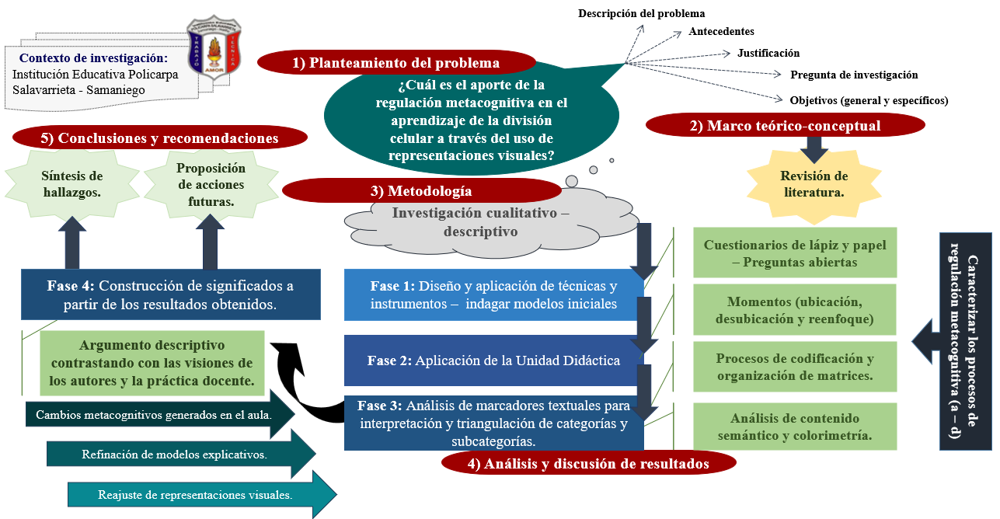 Descripción del problema
Antecedentes
Justificación
Pregunta de investigación
Objetivos (general y específicos)
Contexto de investigación:
Institución Educativa Policarpa
Salavarrieta - Samaniego
POLICARPA SALAVARRIETA
TRABAJO
TECNICA
AMOR
1) Planteamiento del problema
¿Cuál es el aporte de la
regulación metacognitiva en el
aprendizaje de la división
celular a través del uso de
representaciones visuales?
2) Marco teórico-conceptual
Revisión de
literatura.
5) Conclusiones y recomendaciones
Síntesis de
hallazgos.
Proposición
de acciones
futuras.
3) Metodología
Investigación cualitativo –
descriptivo
Fase 4: Construcción de significados a
partir de los resultados obtenidos.
Fase 1: Diseño y aplicación de técnicas y
instrumentos – indagar modelos iniciales
Fase 2: Aplicación de la Unidad Didáctica
Fase 3: Análisis de marcadores textuales para
interpretación y triangulación de categorías y
subcategorías.
Cuestionarios de lápiz y papel
– Preguntas abiertas
Momentos (ubicación,
desubicación y reenfoque)
Procesos de codificación y
organización de matrices.
Análisis de contenido
semántico y colorimetría.
Caracterizar los procesos de
regulación metacognitiva (a – d)
Argumento descriptivo
contrastando con las visiones de
los autores y la práctica docente.
Cambios metacognitivos generados en el aula.
Refinación de modelos explicativos.
Reajuste de representaciones visuales.
4) Análisis y discusión de resultados